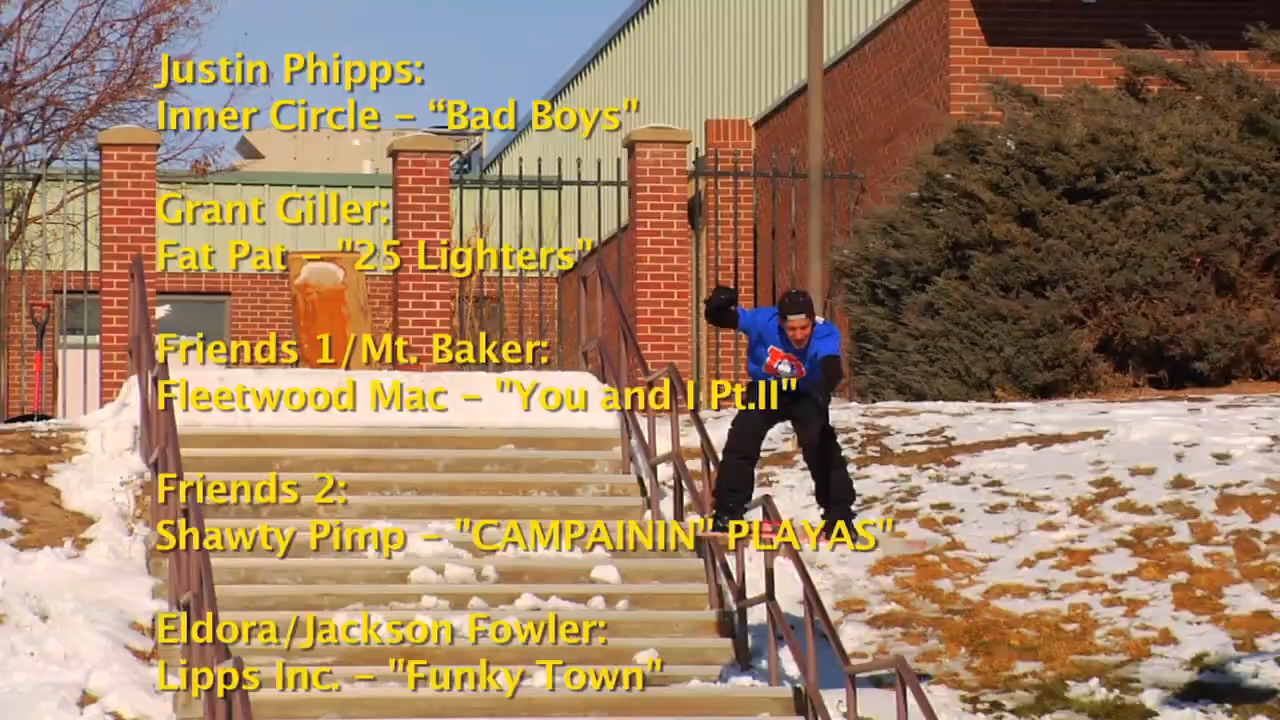 Justin Phipps:
Inner Circle – “Bad Boys"
Grant Giller:
Fat Pat – "25 Lighters"
Friends 1/Mt. Baker:
Fleetwood Mac – "You and I Pt.II"
Friends 2:
Shawty Pimp – "CAMPAININ" PLAYAS"
Eldora/Jackson Fowler:
Lipps Inc. – "Funky Town"